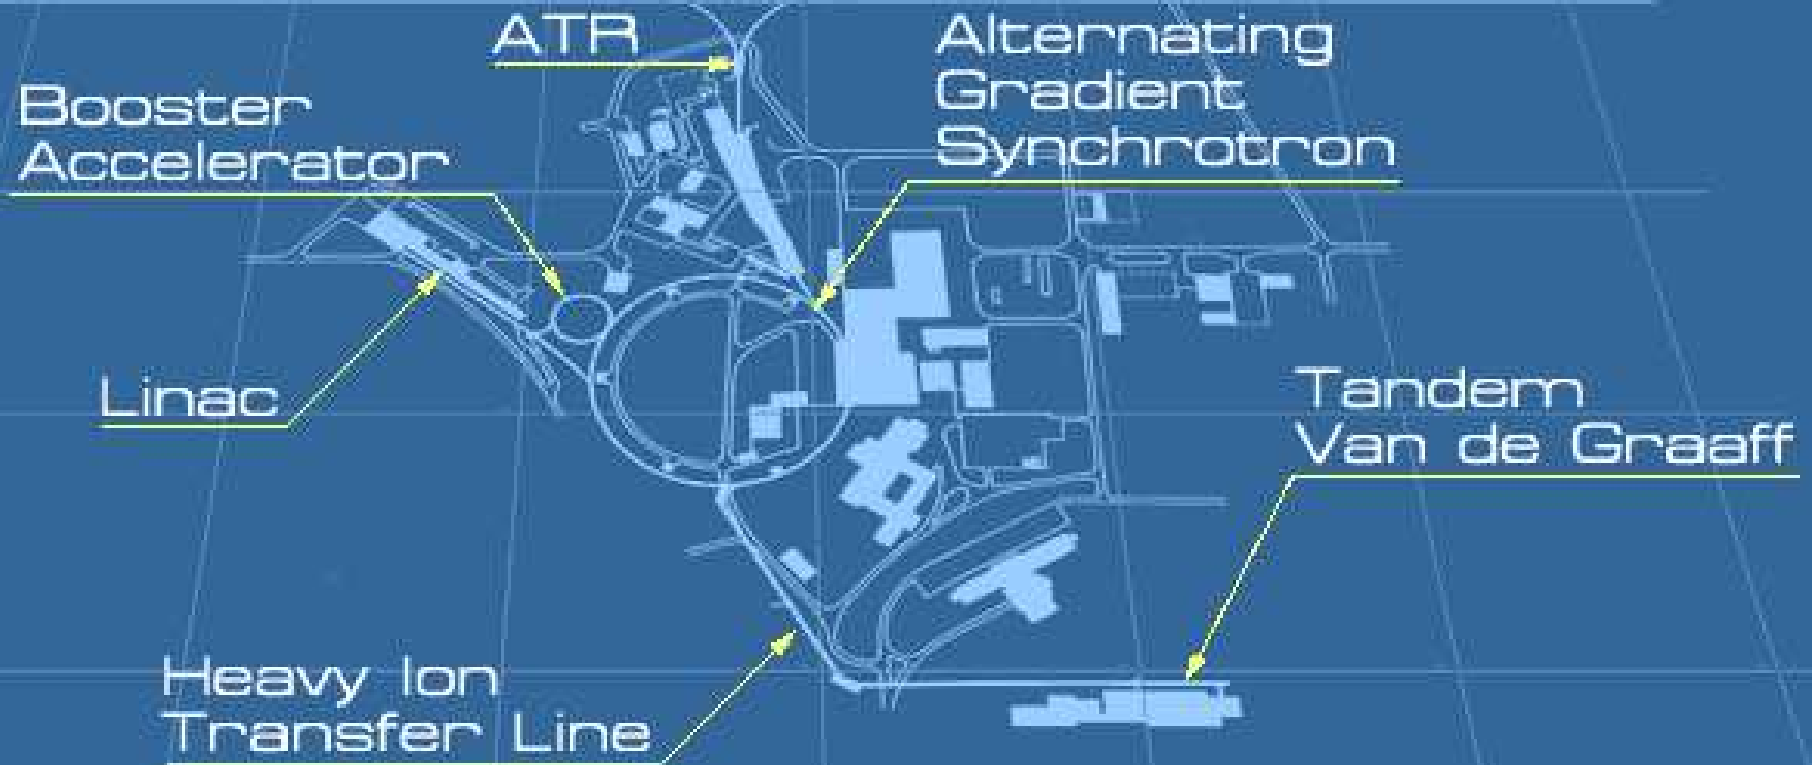 ATR
Alternating
Gradient
Synchrotron
Booster
Accelerator
Linac
Tandem
Van de Graaff
Heavy Ion
Transfer Line